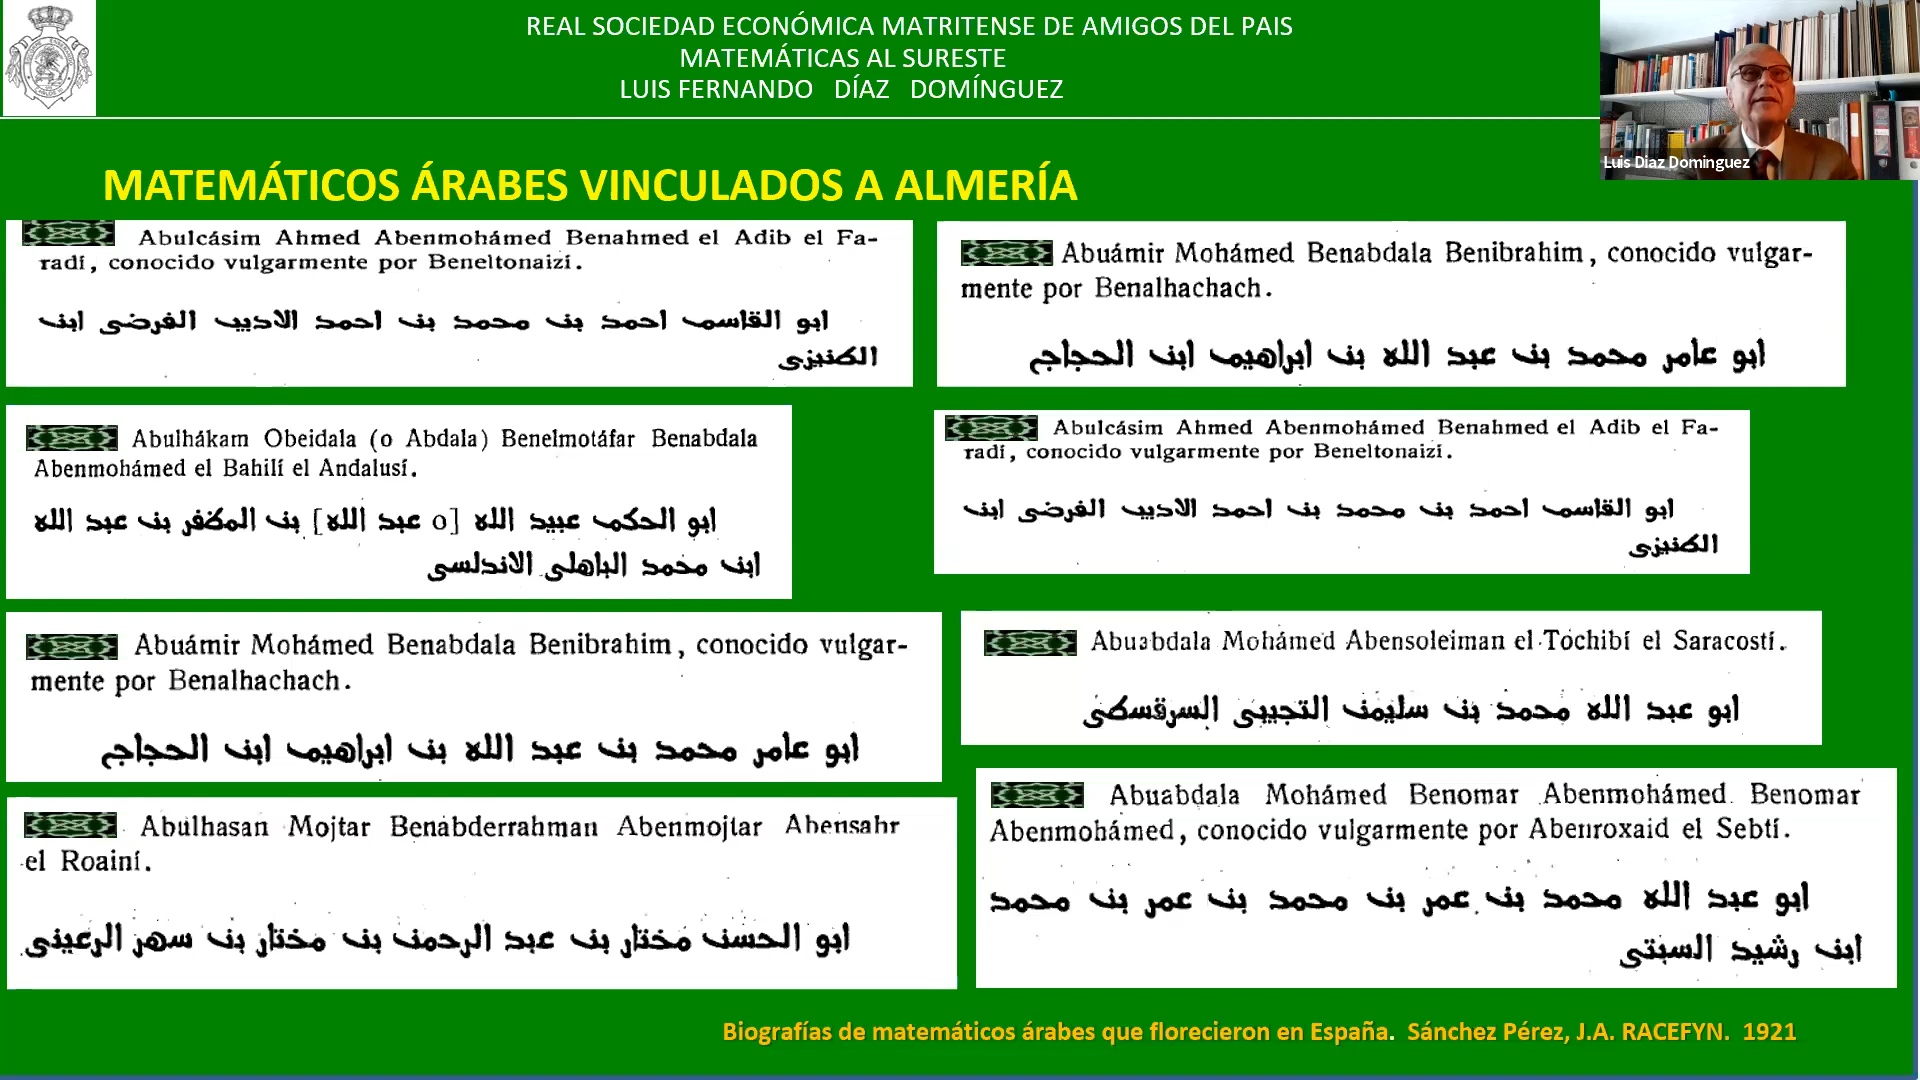 REAL SOCIEDAD ECONÓMICA MATRITENSE DE AMIGOS DEL PAIS
MATEMÁTICAS AL SURESTE
LUIS FERNANDO DÍAZ DOMÍNGUEZ
Luis Diaz Dominguez
MATEMÁTICOS ÁRABES VINCULADOS A ALMERÍA
Abulcásim Ahmed Abenmohámed Benahmed el Adib el Fa-
radí, conocido vulgarmente por Beneltonaizí.
ابو القاسم احمد بن محمد بن احمد الاديب الفرضى ابن
الطنيزى
Abuámir Mohámed Benabdala Benibrahim, conocido vulgar-
mente por Benalhachach.
ابو عامر محمد بن عبد الله بن ابراهيم ابن الحجاج
Abulhákam Obeidala (o Abdala) Benelmotáfar Benabdala
Abenmohámed el Bahilí el Andalusí.
ابو الحكم عبيد الله [o عبد الله] بن المظفر بن عبد الله
ابن محمد الباهلى الاندلسى
Abulcásim Ahmed Abenmohámed Benahmed el Adib el Fa-
radí, conocido vulgarmente por Beneltonaizí.
ابو القاسم احمد بن محمد بن احمد الاديب الفرضى ابن
الطنيزى
Abuámir Mohámed Benabdala Benibrahim, conocido vulgar-
mente por Benalhachach.
ابو عامر محمد بن عبد الله بن ابراهيم ابن الحجاج
Abuabdala Mohámed Abensoleiman el Tochibí el Saracostí.
ابو عبد الله محمد بن سليمن التجيبى السرقسطى
Abulhasan Mojtar Benabderrahman Abenmojtar Abensahr
el Roainí.
ابو الحسن مختار بن عبد الرحمن بن مختار بن سهر الرعينى
Abuabdala Mohámed Benomar Abenmohámed Benomar
Abenmohámed, conocido vulgarmente por Abenroxaid el Sebtí.
ابو عبد الله محمد بن عمر بن محمد بن عمر بن محمد
ابن رشيد السبتى
Biografías de matemáticos árabes que florecieron en España. Sánchez Pérez, J.A. RACEFYN. 1921